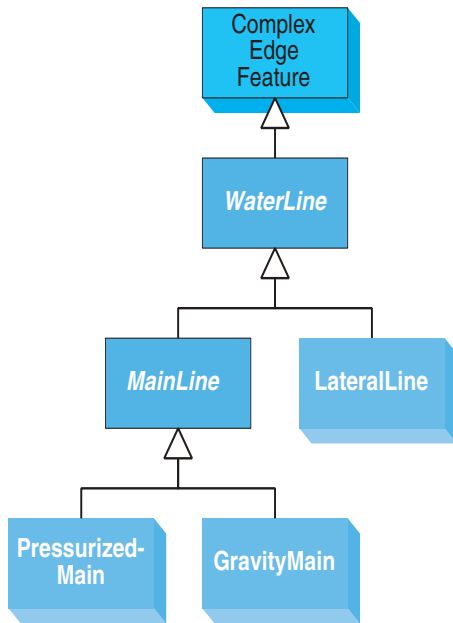 Complex
Edge
Feature
WaterLine
MainLine
LateralLine
Pressurized-
Main
GravityMain